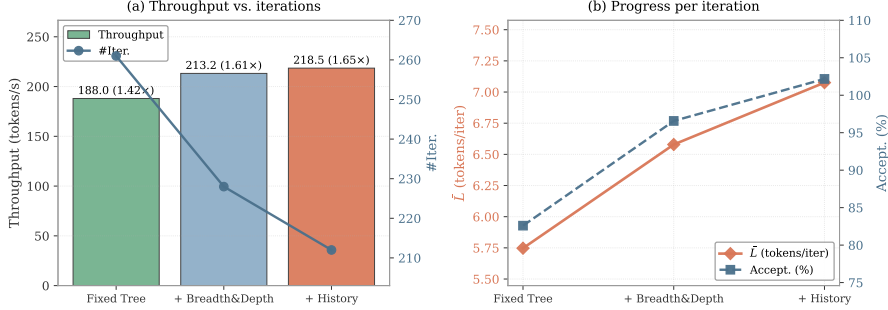 (a) Throughput vs. iterations
Throughput
#Iter.
188.0 (1.42×)
213.2 (1.61×)
218.5 (1.65×)
Throughput (tokens/s)
0
50
100
150
200
250
#Iter.
210
220
230
240
250
260
270
Fixed Tree
+ Breadth&Depth
+ History
(b) Progress per iteration
L̄ (tokens/iter)
5.50
5.75
6.00
6.25
6.50
6.75
7.00
7.25
7.50
Accept. (%)
75
80
85
90
95
100
105
110
L̄ (tokens/iter)
Accept. (%)
Fixed Tree
+ Breadth&Depth
+ History